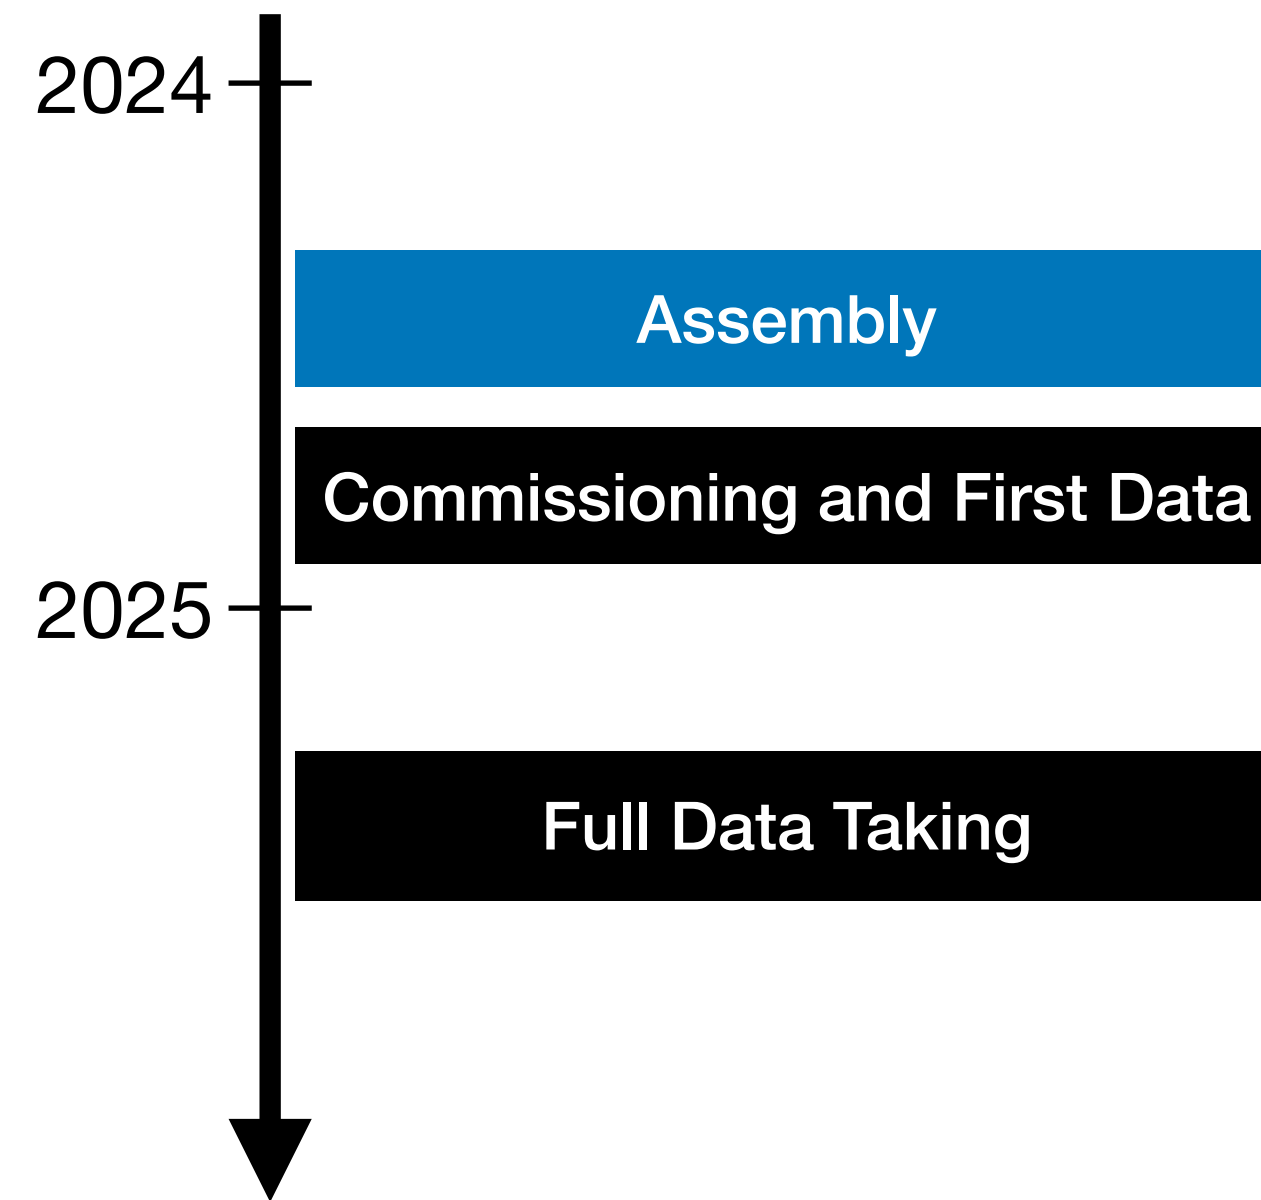 2024
Assembly
Commissioning and First Data
2025
Full Data Taking